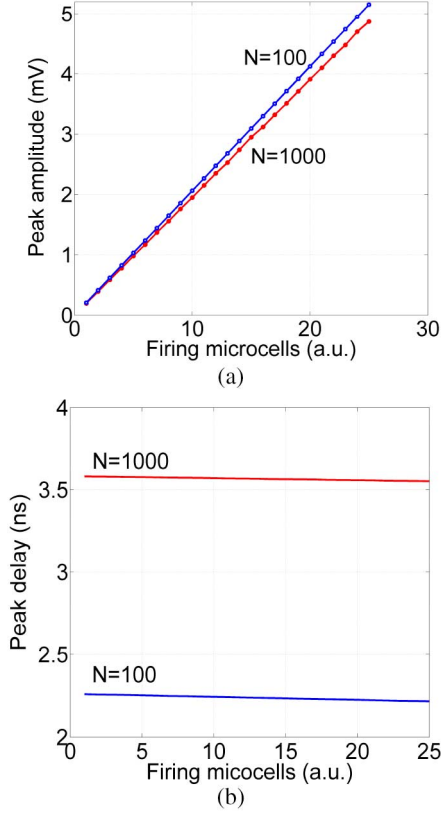 5
4
3
2
1
0
Peak amplitude (mV)
N=100
N=1000
0
10
20
30
Firing microcells (a.u.)
(a)
4
3.5
3
2.5
2
Peak delay (ns)
N=1000
N=100
0
5
10
15
20
25
Firing micocells (a.u.)
(b)